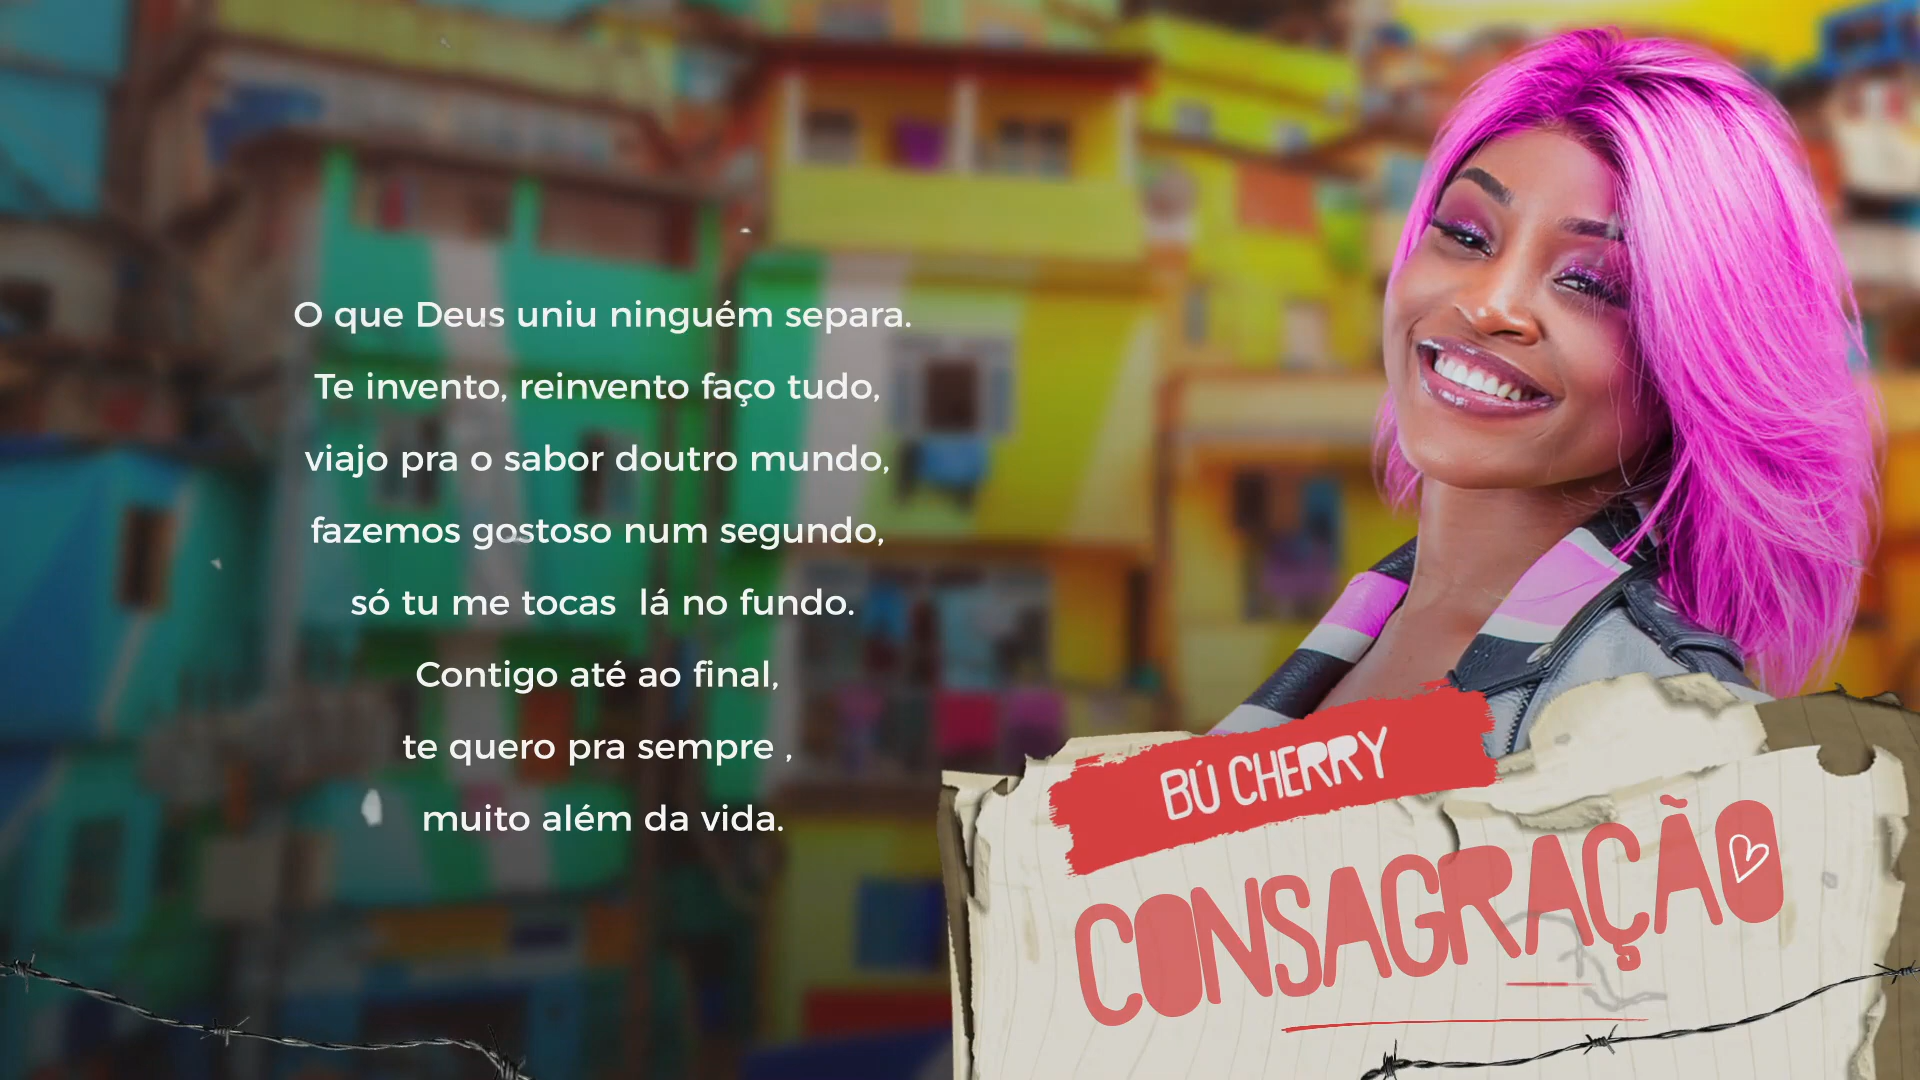 O que Deus uniu ninguém separa.
Te invento, reinvento faço tudo,
viajo pra o sabor doutro mundo,
fazemos gostoso num segundo,
só tu me tocas  lá no fundo.
Contigo até ao final,
te quero pra sempre ,
muito além da vida.
BÚ CHERRY
CONSAGRAÇÃO